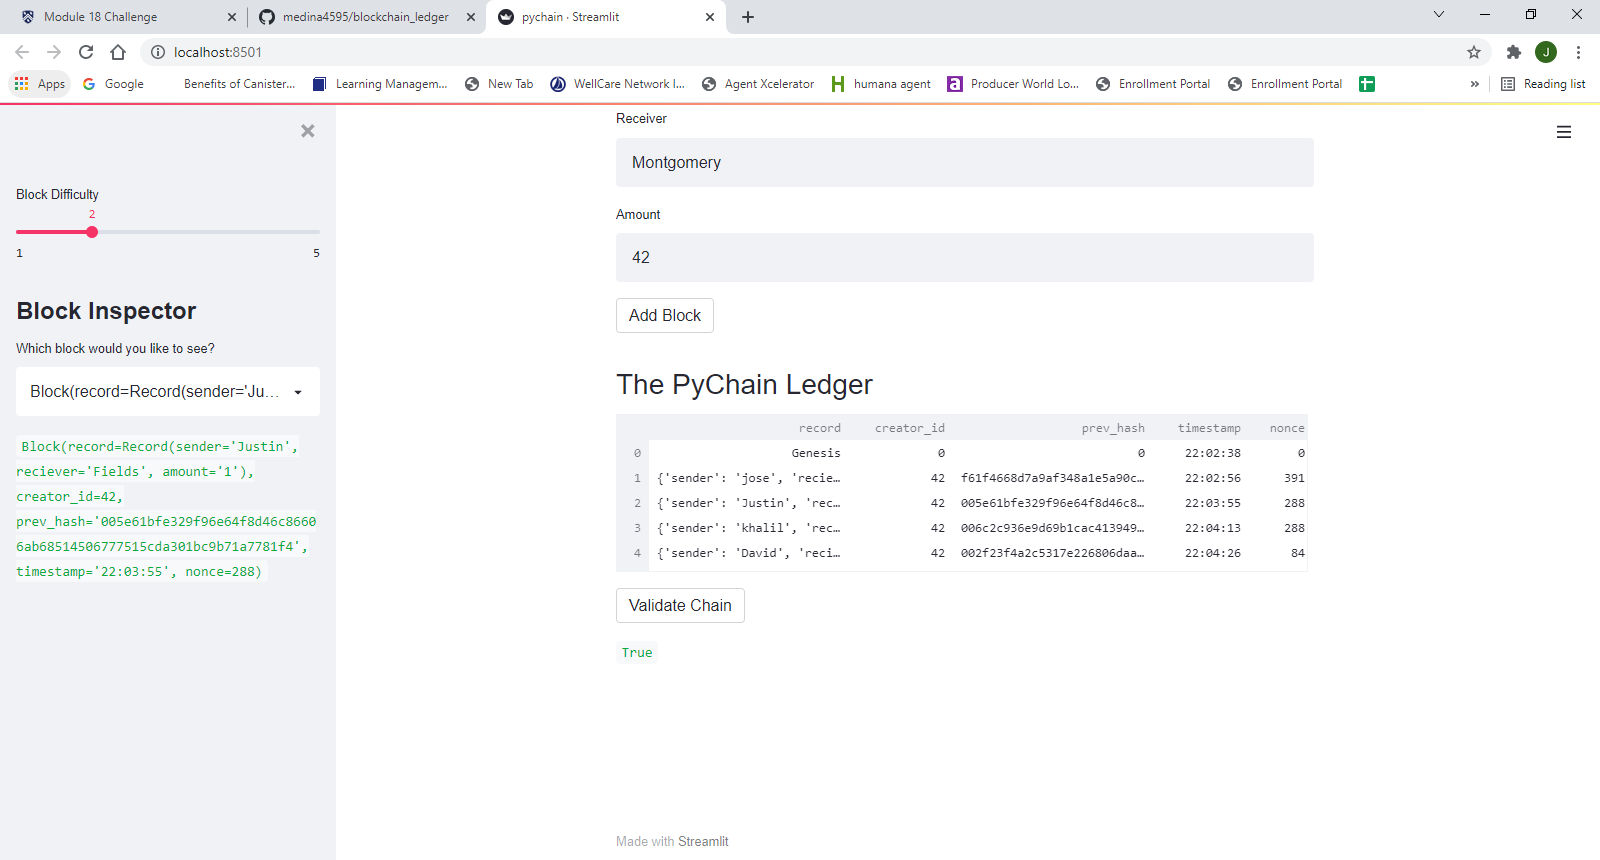 Module 18 Challenge
medina4595/blockchain_ledger
pychain · Streamlit
localhost:8501
J
Apps
Google
Benefits of Canister...
Learning Managem...
New Tab
WellCare Network I...
Agent Xcelerator
humana agent
Producer World Lo...
Enrollment Portal
Enrollment Portal
»
Reading list
Block Difficulty
2
1
5
Block Inspector
Which block would you like to see?
Block(record=Record(sender='Ju...
Block(record=Record(sender='Justin',
reciever='Fields', amount='1'),
creator_id=42,
prev_hash='005e61bfe329f96e64f8d46c8660
6ab68514506777515cda301bc9b71a7781f4',
timestamp='22:03:55', nonce=288)
Receiver
Montgomery
Amount
42
Add Block
The PyChain Ledger
record creator_id prev_hash timestamp nonce
0 Genesis 0 0 22:02:38 0
1 {'sender': 'jose', 'recie… 42 f61f4668d7a9af348a1e5a90c… 22:02:56 391
2 {'sender': 'Justin', 'rec… 42 005e61bfe329f96e64f8d46c8… 22:03:55 288
3 {'sender': 'khalil', 'rec… 42 006c2c936e9d69b1cac413949… 22:04:13 288
4 {'sender': 'David', 'reci… 42 002f23f4a2c5317e226806daa… 22:04:26 84
Validate Chain
True
Made with Streamlit